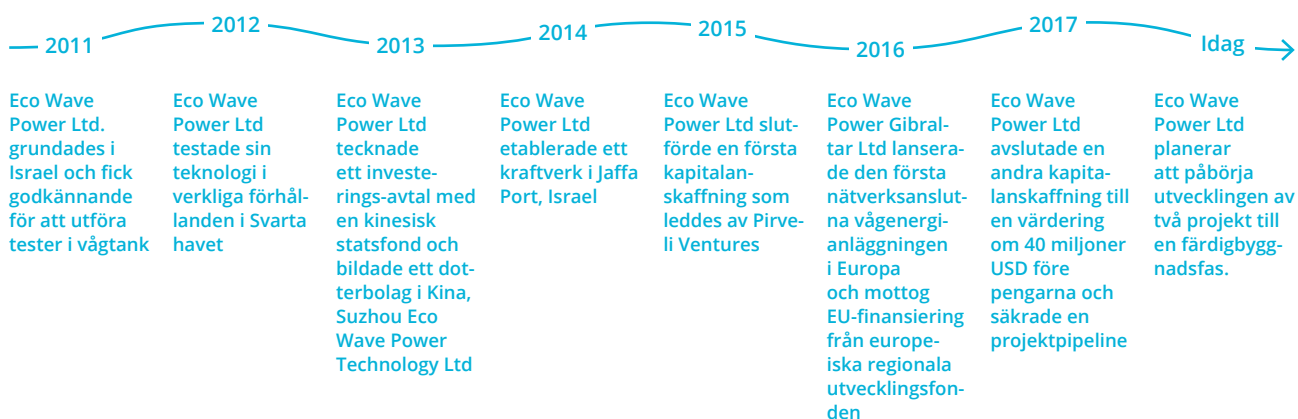 2011
Eco Wave
Power Ltd.
grundades i
Israel och fick
godkännande
för att utföra
tester i vågtank
2012
Eco Wave
Power Ltd
testade sin
teknologi i
verkliga förhål-
landen i Svarta
havet
2013
Eco Wave
Power Ltd
tecknade
ett investe-
rings-avtal med
en kinesisk
statsfond och
bildade ett dot-
terbolag i Kina,
Suzhou Eco
Wave Power
Technology Ltd
2014
Eco Wave
Power Ltd
etablerade ett
kraftverk i Jaffa
Port, Israel
2015
Eco Wave
Power Ltd slut-
förde en första
kapitalan-
skaffning som
leddes av Pirve-
li Ventures
2016
Eco Wave
Power Gibral-
tar Ltd lansera-
de den första
nätverksanslut-
na vågenergi-
anläggningen
i Europa
och mottog
EU-finansiering
från europe-
iska regionala
utvecklingsfon-
den
2017
Eco Wave
Power Ltd
avslutade en
andra kapita-
lanskaffning till
en värdering
om 40 miljoner
USD före
pengarna och
säkrade en
projektpipeline
Idag
Eco Wave
Power Ltd
planerar
att påbörja
utvecklingen av
två projekt till
en färdigbygg-
nadsfas.